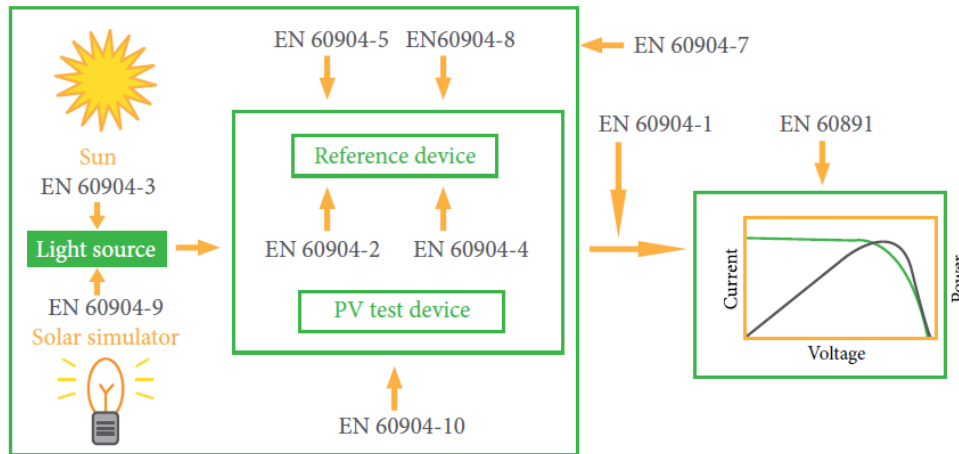 EN 60904-5
EN60904-8
EN 60904-7
Sun
EN 60904-3
Light source
EN 60904-9
Solar simulator
Reference device
EN 60904-2
EN 60904-4
PV test device
EN 60904-10
EN 60904-1
EN 60891
Current
Power
Voltage